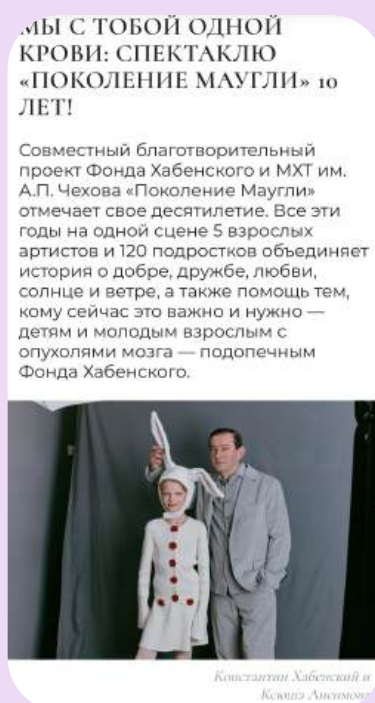 МЫ С ТОБОЙ ОДНОЙ
КРОВИ: СПЕКТАКЛЮ
«ПОКОЛЕНИЕ МАУГЛИ» 10
ЛЕТ!
Совместный благотворительный
проект Фонда Хабенского и МХТ им.
А.П. Чехова «Поколение Маугли»
отмечает свое десятилетие. Все эти
годы на одной сцене 5 взрослых
артистов и 120 подростков объединяет
история о добре, дружбе, любви,
солнце и ветре, а также помощь тем,
кому сейчас это важно и нужно —
детям и молодым взрослым с
опухолями мозга — подопечным
Фонда Хабенского.
Константин Хабенский и
Ксюша Ансимова